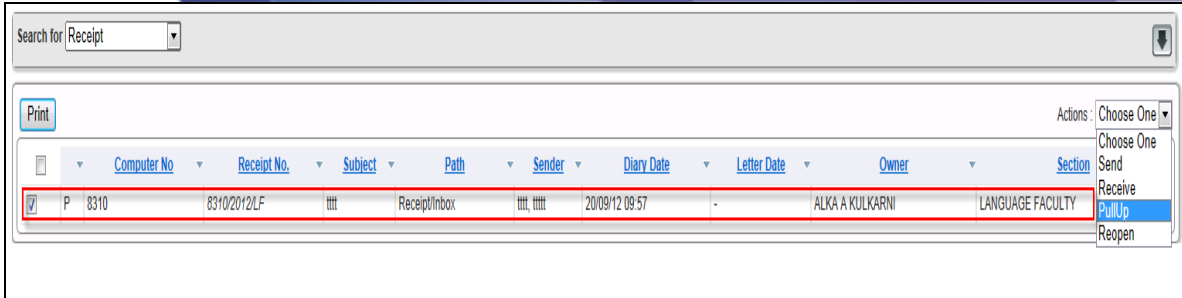 Search for Receipt
Print
Actions : Choose One
Choose One
Send
Receive
PullUp
Reopen
Computer No Receipt No. Subject Path Sender Diary Date Letter Date Owner Section
P 8310 8310/2012/LF tttt Receipt/Inbox tttt, ttttt 20/09/12 09:57 - ALKA A KULKARNI LANGUAGE FACULTY